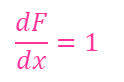 dF/dx = 1